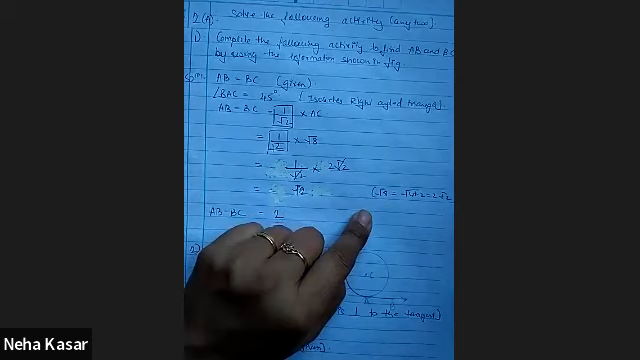 2(A) Solve the following activity (any two).
1) Complete the following activity to find AB and BC
by using the information shown in fig.
Solⁿ. AB = BC (given)
∠BAC = 45° [Isosceles Right angled triangle]
AB = BC = 1/√2 × AC
= 1/√2 × √8
= 1/√2 × 2√2
=
(√8 = √4×2 = 2√2
AB = BC = 2
2)
C
A
⊥ to the tangent)
Neha Kasar